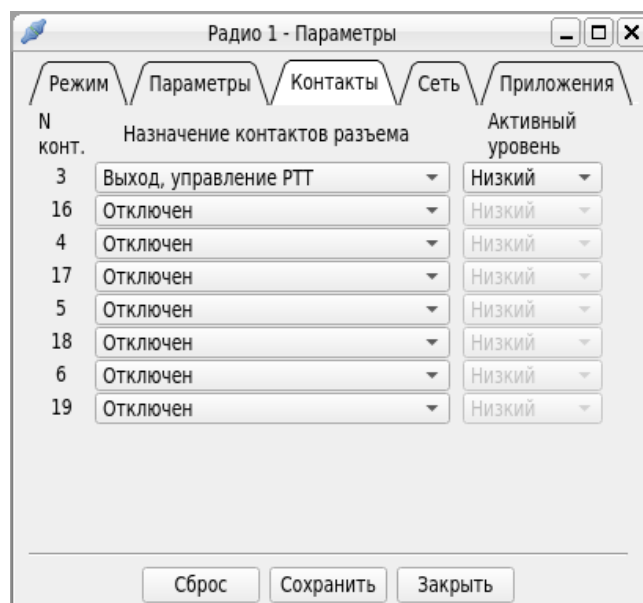 Радио 1 - Параметры
Режим Параметры Контакты Сеть Приложения
N конт. Назначение контактов разъема Активный уровень
3 Выход, управление РТТ Низкий
16 Отключен Низкий
4 Отключен Низкий
17 Отключен Низкий
5 Отключен Низкий
18 Отключен Низкий
6 Отключен Низкий
19 Отключен Низкий
Сброс Сохранить Закрыть